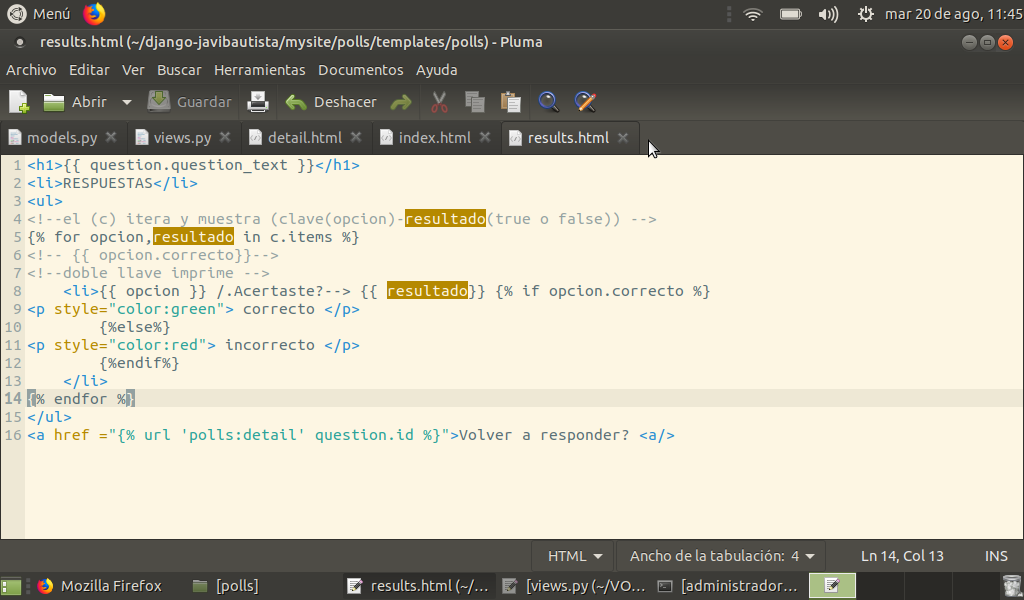 Menú mar 20 de ago, 11:45
results.html (~/django-javibautista/mysite/polls/templates/polls) - Pluma
Archivo Editar Ver Buscar Herramientas Documentos Ayuda
Abrir Guardar Deshacer
models.py views.py detail.html index.html results.html
1 <h1>{{ question.question_text }}</h1>
2 <li>RESPUESTAS</li>
3 <ul>
4 <!--el (c) itera y muestra (clave(opcion)-resultado(true o false)) -->
5 {% for opcion,resultado in c.items %}
6 <!-- {{ opcion.correcto}}-->
7 <!--doble llave imprime -->
8     <li>{{ opcion }} /.Acertaste?--> {{ resultado}} {% if opcion.correcto %}
9 <p style="color:green"> correcto </p>
10         {%else%}
11 <p style="color:red"> incorrecto </p>
12         {%endif%}
13     </li>
14 {% endfor %}
15 </ul>
16 <a href ="{% url 'polls:detail' question.id %}">Volver a responder? <a/>
HTML Ancho de la tabulación: 4 Ln 14, Col 13 INS
Mozilla Firefox [polls] results.html (~/... [views.py (~/VO... [administrador...